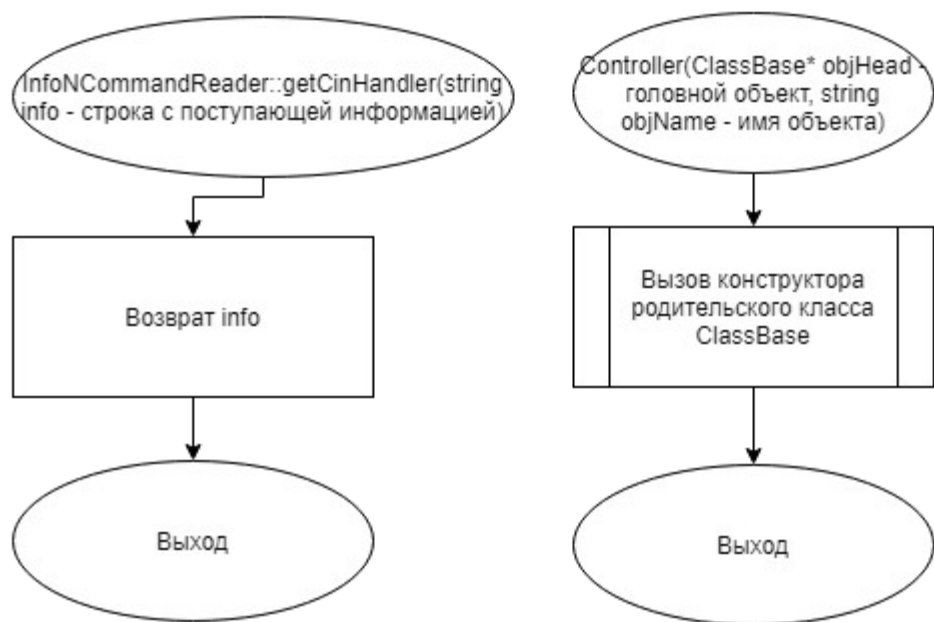 InfoNCommandReader::getCinHandler(string
info - строка с поступающей информацией)
Возврат info
Выход
Controller(ClassBase* objHead -
головной объект, string
objName - имя объекта)
Вызов конструктора
родительского класса
ClassBase
Выход